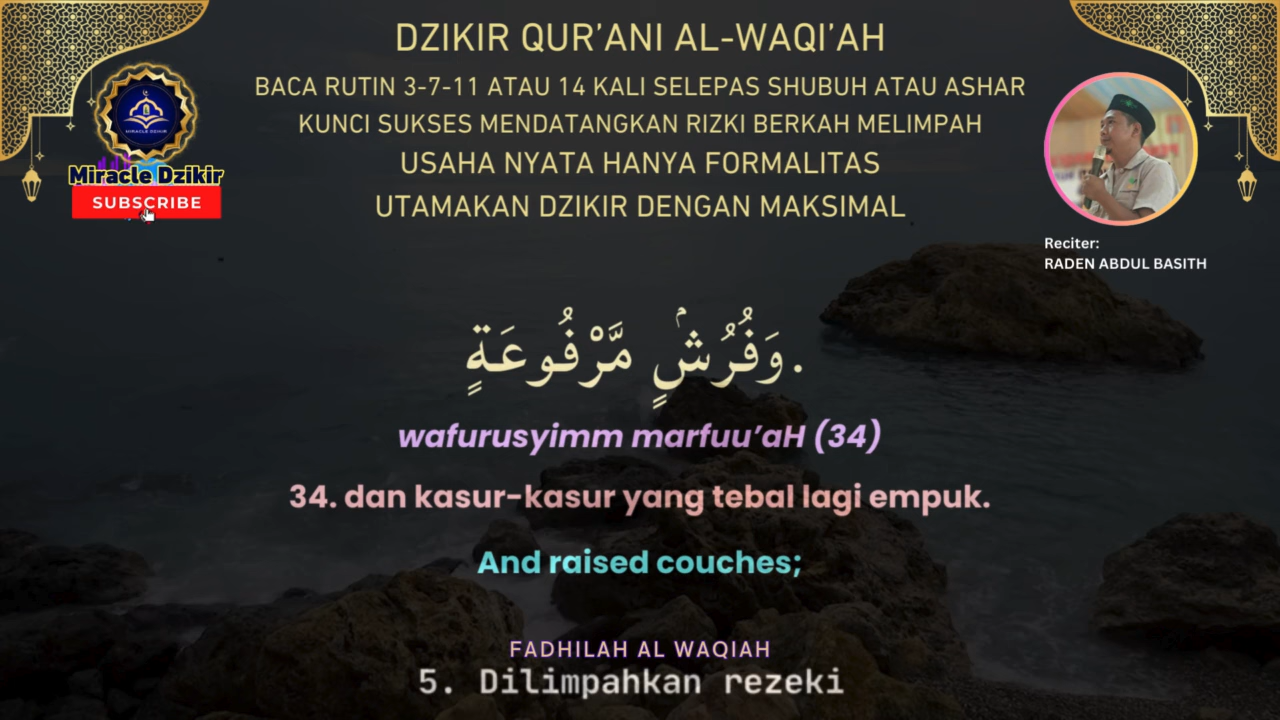 DZIKIR QUR’ANI AL-WAQI’AH
BACA RUTIN 3-7-11 ATAU 14 KALI SELEPAS SHUBUH ATAU ASHAR
KUNCI SUKSES MENDATANGKAN RIZKI BERKAH MELIMPAH
USAHA NYATA HANYA FORMALITAS
UTAMAKAN DZIKIR DENGAN MAKSIMAL
MIRACLE DZIKIR
Miracle Dzikir
SUBSCRIBE
Reciter:
RADEN ABDUL BASITH
.وَفُرُشٍۢ مَّرْفُوعَةٍ
wafurusyimm marfuu’aH (34)
34. dan kasur-kasur yang tebal lagi empuk.
And raised couches;
FADHILAH AL WAQIAH
5. Dilimpahkan rezeki